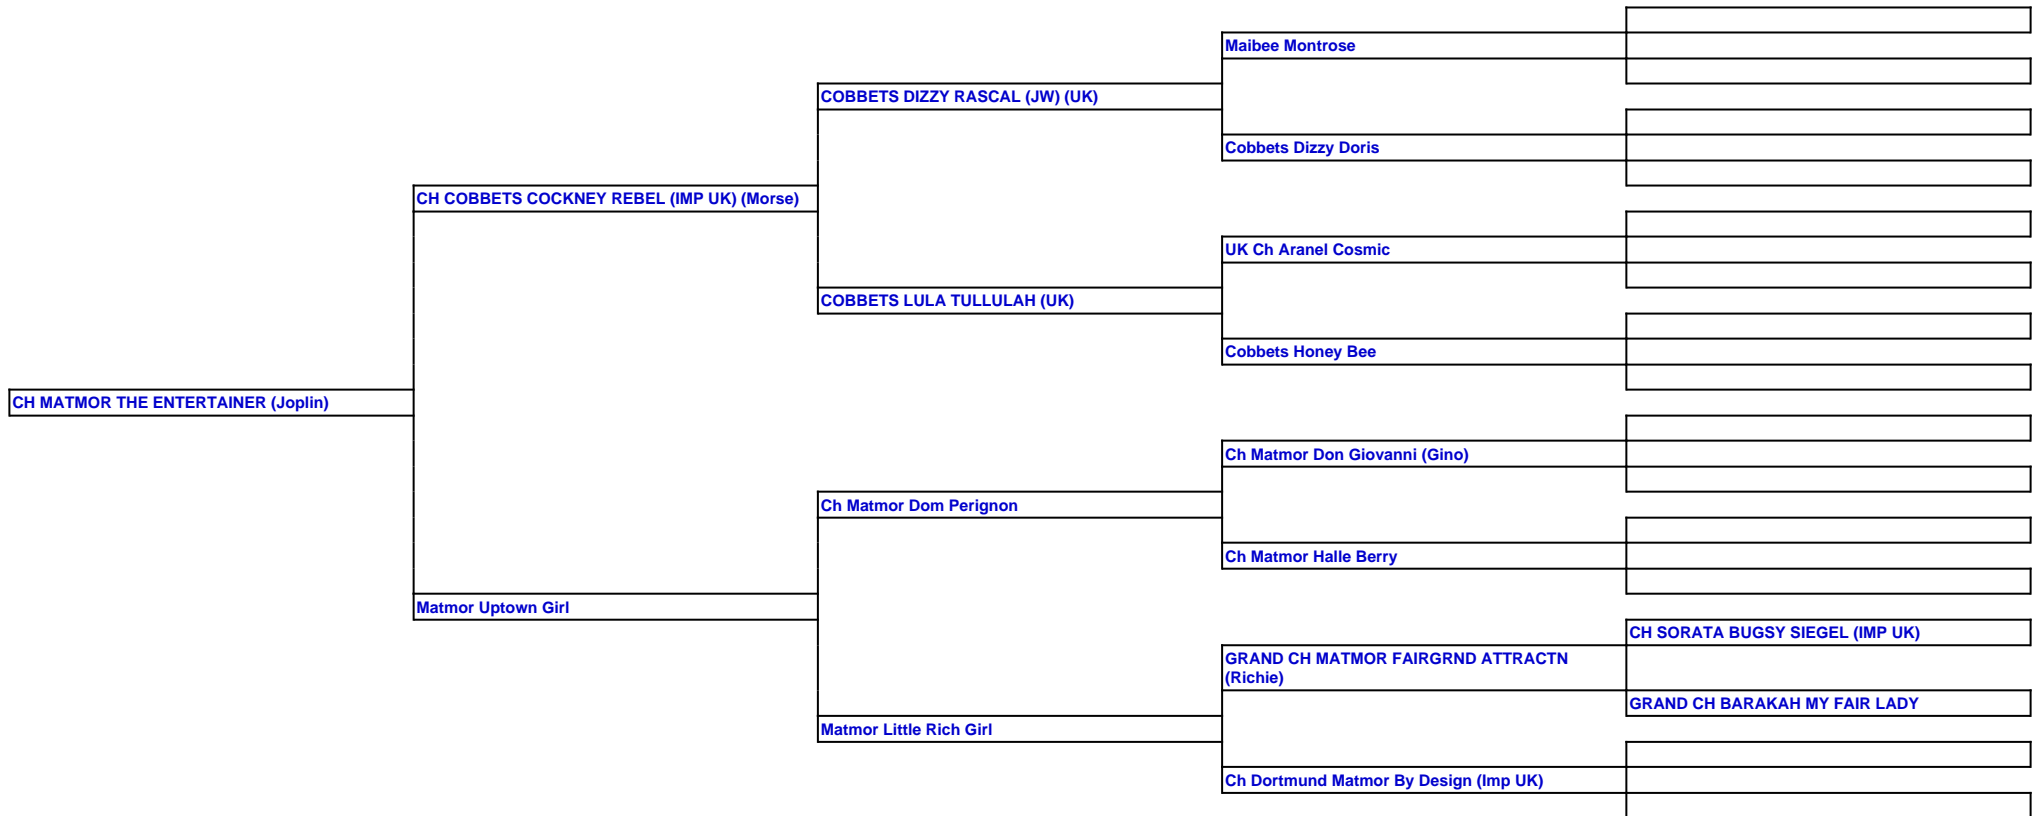 Maibee Montrose
COBBETS DIZZY RASCAL (JW) (UK)
Cobbets Dizzy Doris
CH COBBETS COCKNEY REBEL (IMP UK) (Morse)
UK Ch Aranel Cosmic
COBBETS LULA TULLULAH (UK)
Cobbets Honey Bee
CH MATMOR THE ENTERTAINER (Joplin)
Ch Matmor Don Giovanni (Gino)
Ch Matmor Dom Perignon
Ch Matmor Halle Berry
Matmor Uptown Girl
CH SORATA BUGSY SIEGEL (IMP UK)
GRAND CH MATMOR FAIRGRND ATTRACTN
(Richie)
GRAND CH BARAKAH MY FAIR LADY
Matmor Little Rich Girl
Ch Dortmund Matmor By Design (Imp UK)